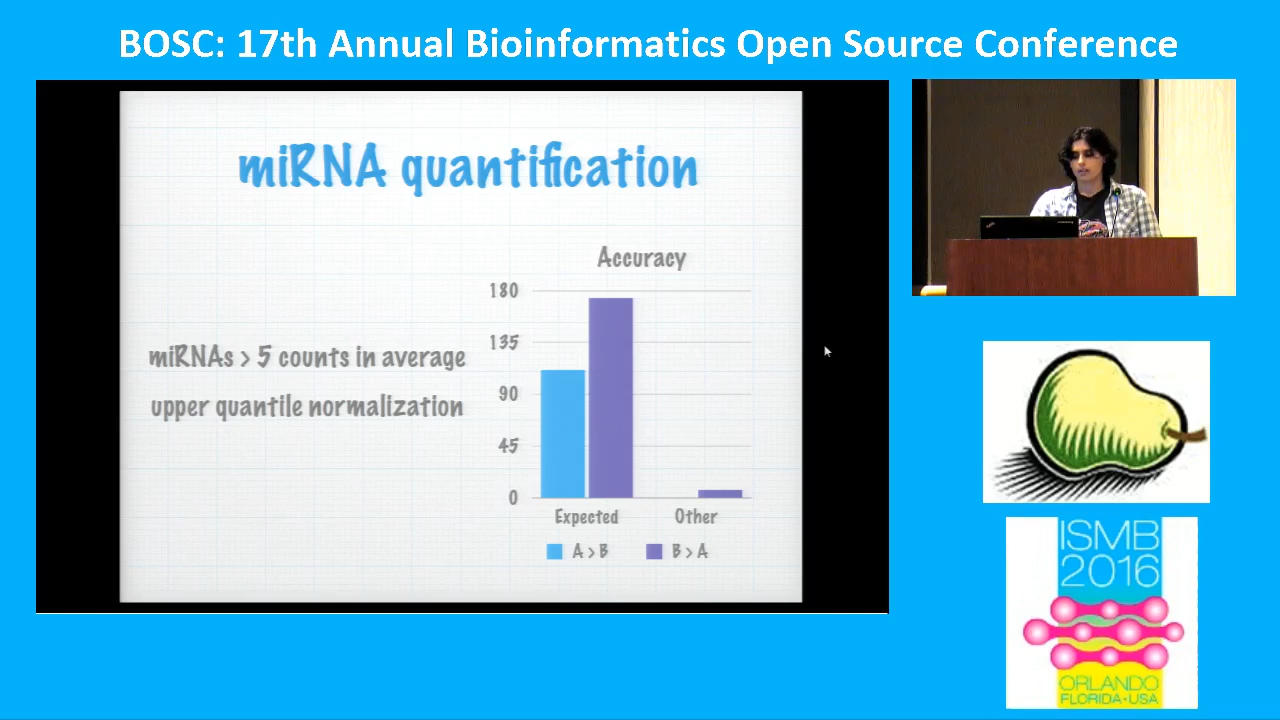 BOSC: 17th Annual Bioinformatics Open Source Conference
miRNA quantification
miRNAs > 5 counts in average
upper quantile normalization
Accuracy
180
135
90
45
0
Expected
Other
A > B
B > A
ISMB
2016
ORLANDO
FLORIDA•USA